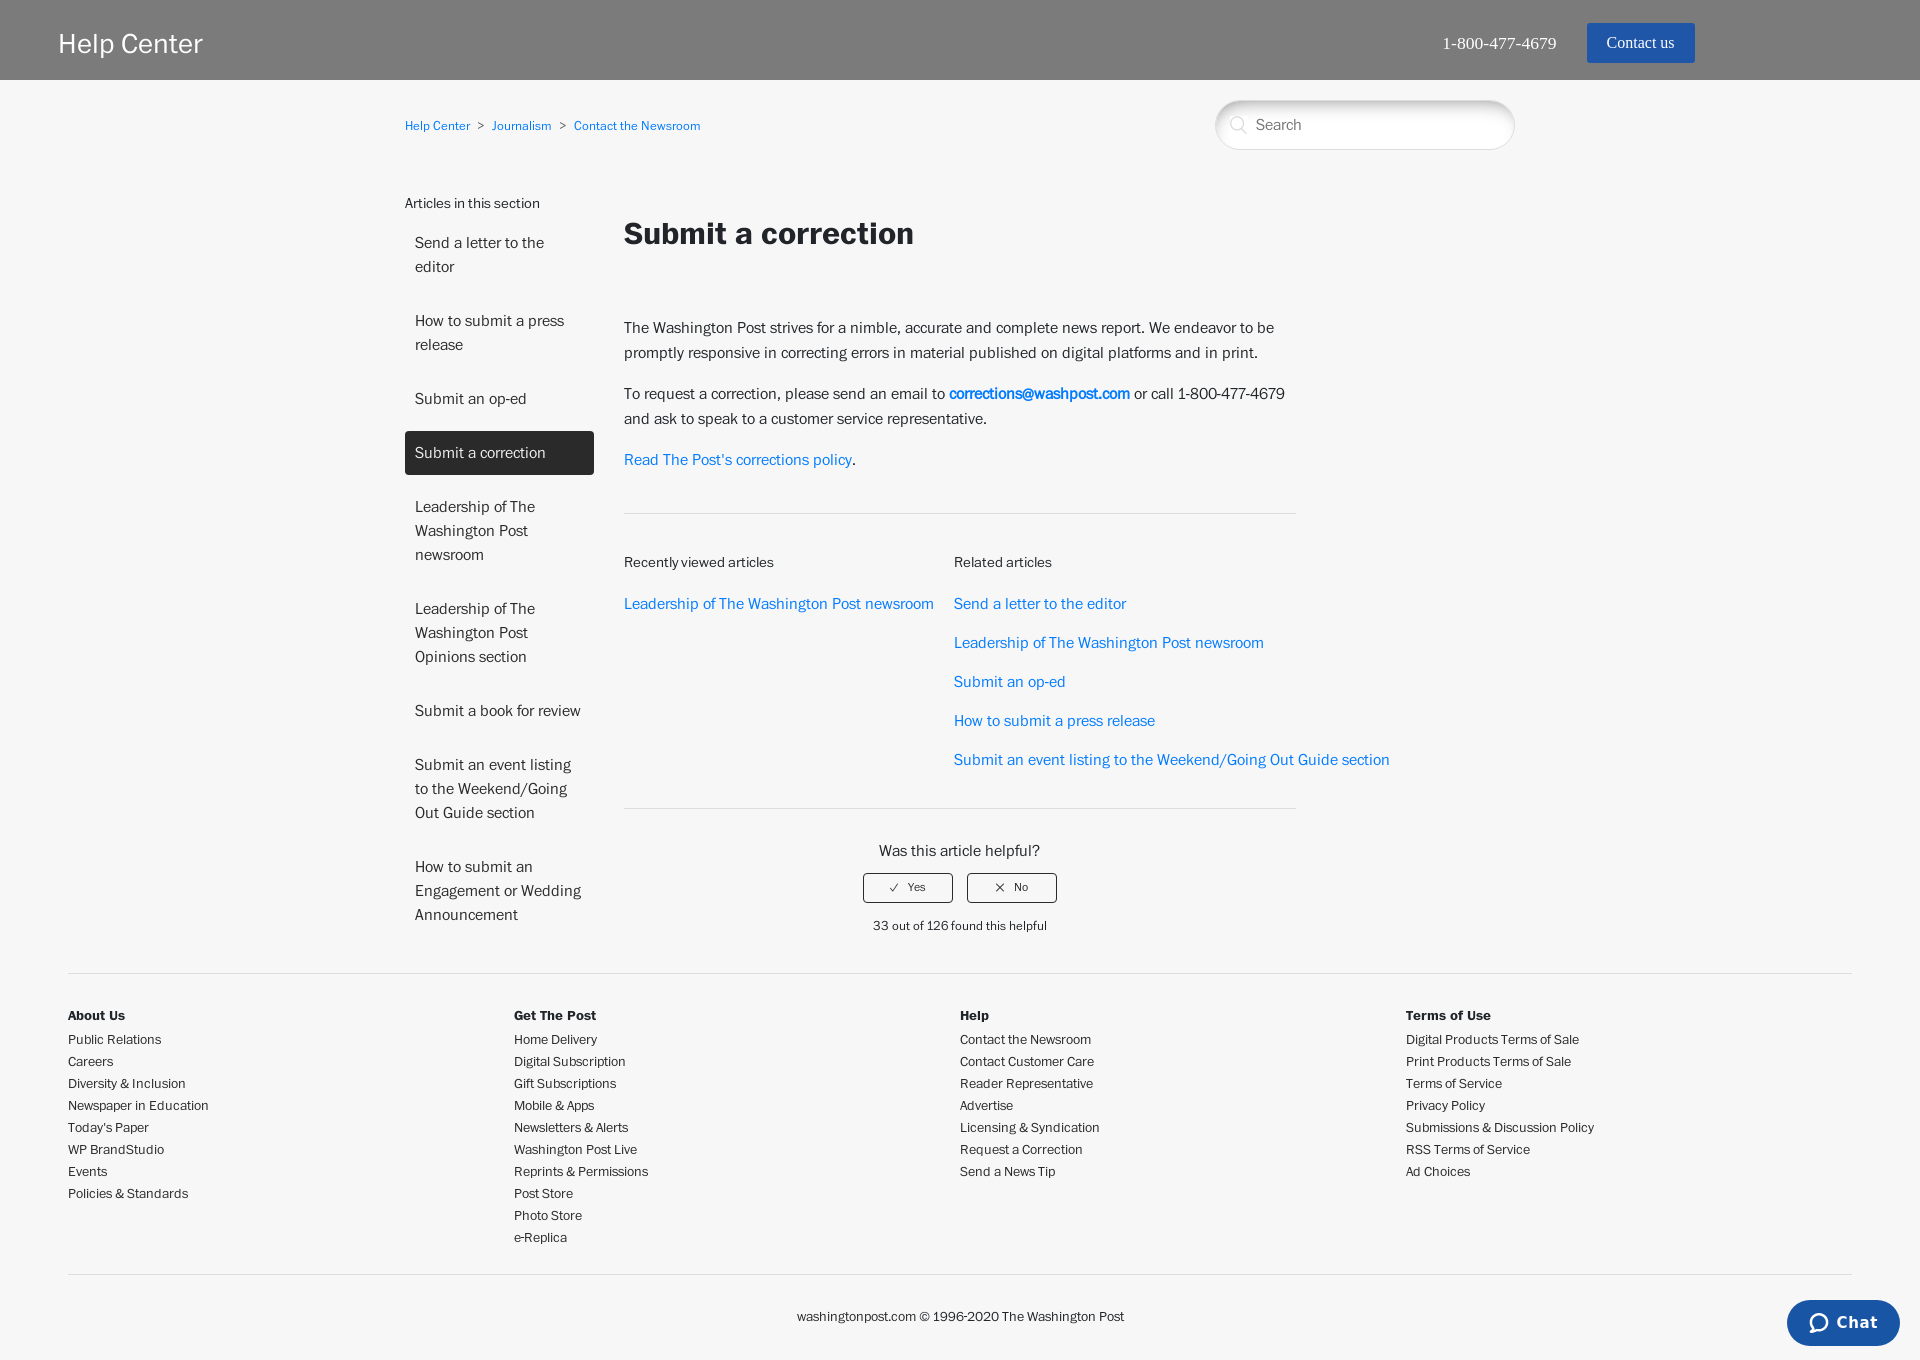 Help Center
1-800-477-4679
Contact us
Help Center > Journalism > Contact the Newsroom
Search
Articles in this section
Send a letter to the
editor
How to submit a press
release
Submit an op-ed
Submit a correction
Leadership of The
Washington Post
newsroom
Leadership of The
Washington Post
Opinions section
Submit a book for review
Submit an event listing
to the Weekend/Going
Out Guide section
How to submit an
Engagement or Wedding
Announcement
Submit a correction
The Washington Post strives for a nimble, accurate and complete news report. We endeavor to be
promptly responsive in correcting errors in material published on digital platforms and in print.
To request a correction, please send an email to corrections@washpost.com or call 1-800-477-4679
and ask to speak to a customer service representative.
Read The Post's corrections policy.
Recently viewed articles
Leadership of The Washington Post newsroom
Related articles
Send a letter to the editor
Leadership of The Washington Post newsroom
Submit an op-ed
How to submit a press release
Submit an event listing to the Weekend/Going Out Guide section
Was this article helpful?
Yes
No
33 out of 126 found this helpful
About Us
Public Relations
Careers
Diversity & Inclusion
Newspaper in Education
Today's Paper
WP BrandStudio
Events
Policies & Standards
Get The Post
Home Delivery
Digital Subscription
Gift Subscriptions
Mobile & Apps
Newsletters & Alerts
Washington Post Live
Reprints & Permissions
Post Store
Photo Store
e-Replica
Help
Contact the Newsroom
Contact Customer Care
Reader Representative
Advertise
Licensing & Syndication
Request a Correction
Send a News Tip
Terms of Use
Digital Products Terms of Sale
Print Products Terms of Sale
Terms of Service
Privacy Policy
Submissions & Discussion Policy
RSS Terms of Service
Ad Choices
washingtonpost.com © 1996-2020 The Washington Post
Chat